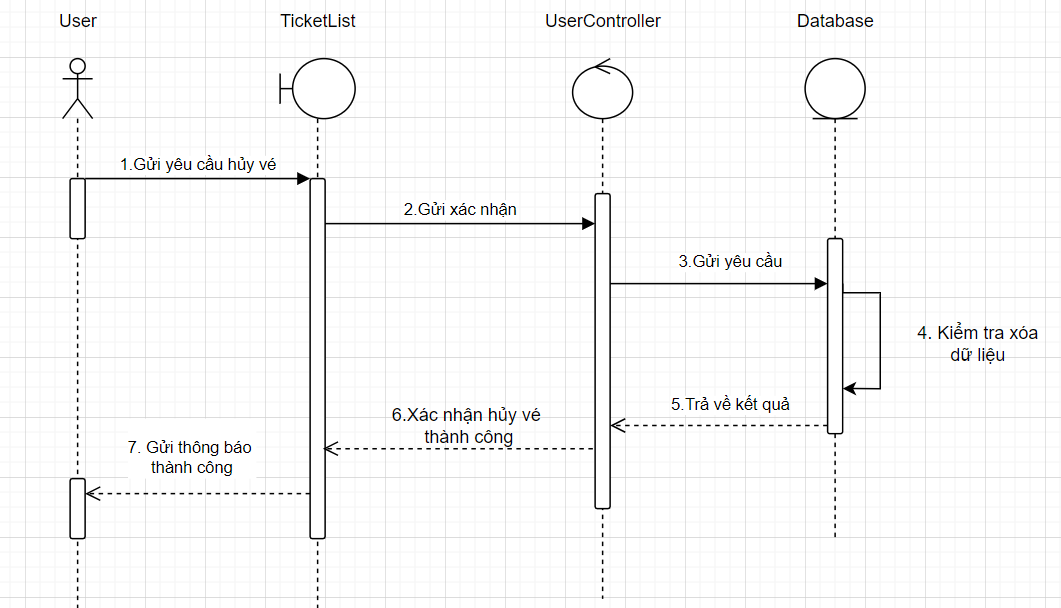 User
TicketList
UserController
Database
1.Gửi yêu cầu hủy vé
2.Gửi xác nhận
3.Gửi yêu cầu
4. Kiểm tra xóa
dữ liệu
5.Trả về kết quả
6.Xác nhận hủy vé
thành công
7. Gửi thông báo
thành công